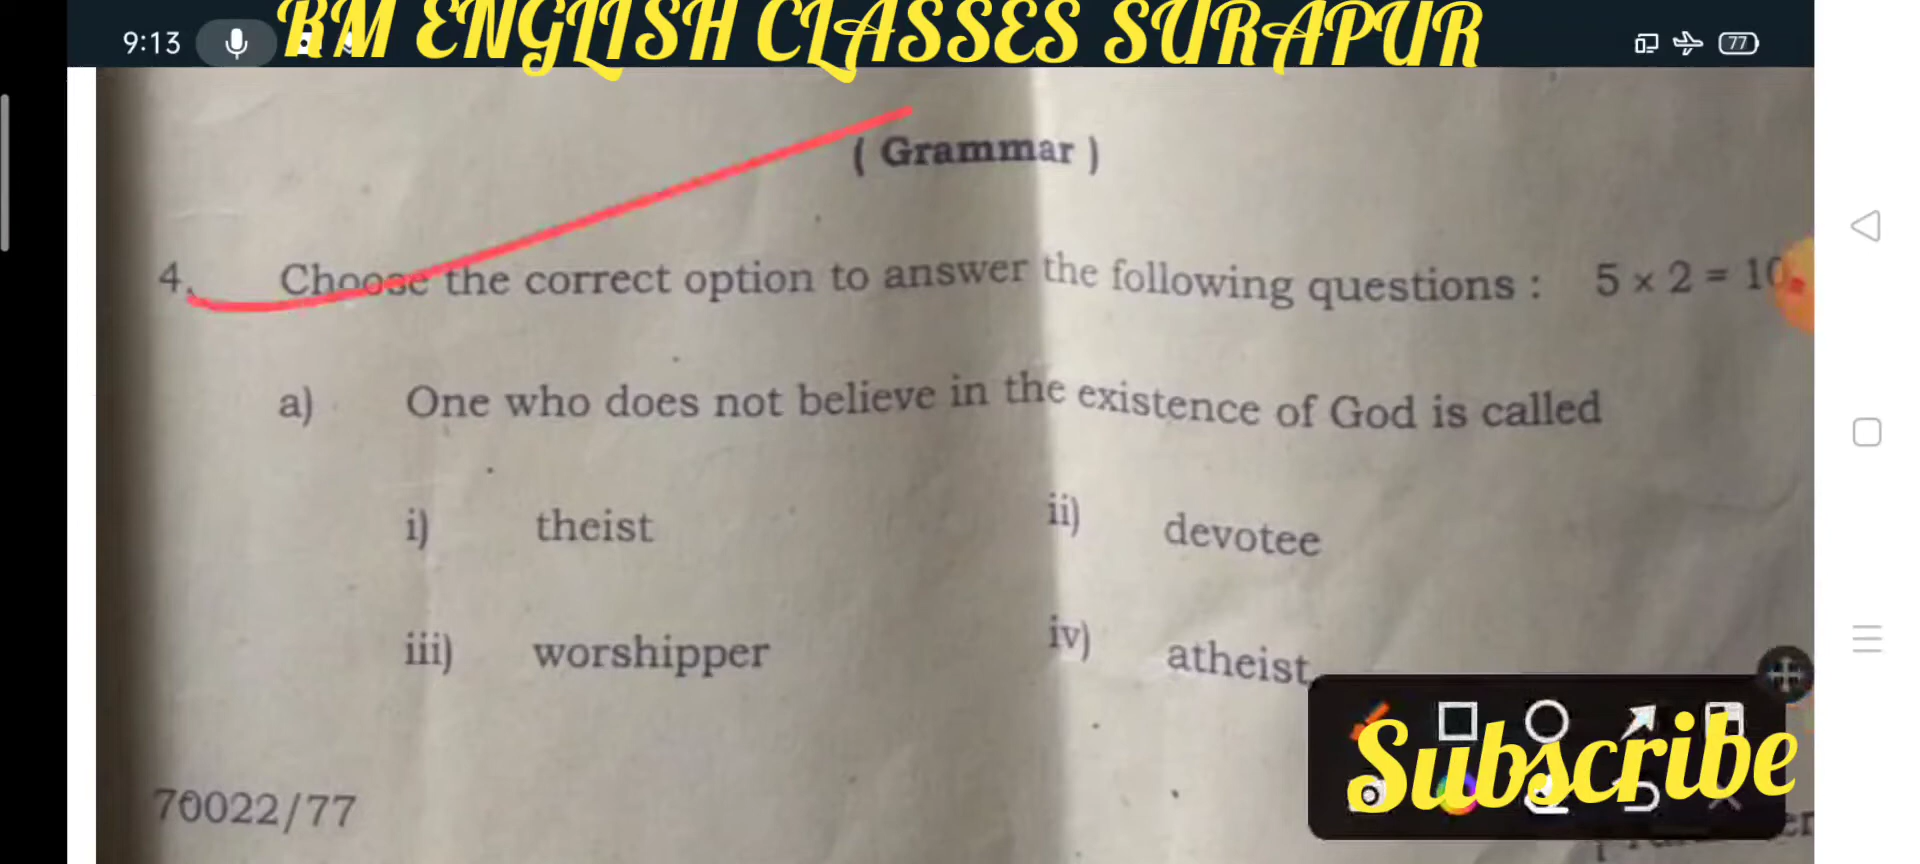 RM ENGLISH CLASSES SURAPUR
9:13
77
( Grammar )
4. Choose the correct option to answer the following questions : 5 × 2 = 10
a) One who does not believe in the existence of God is called
i) theist ii) devotee
iii) worshipper iv) atheist
Subscribe
70022/77